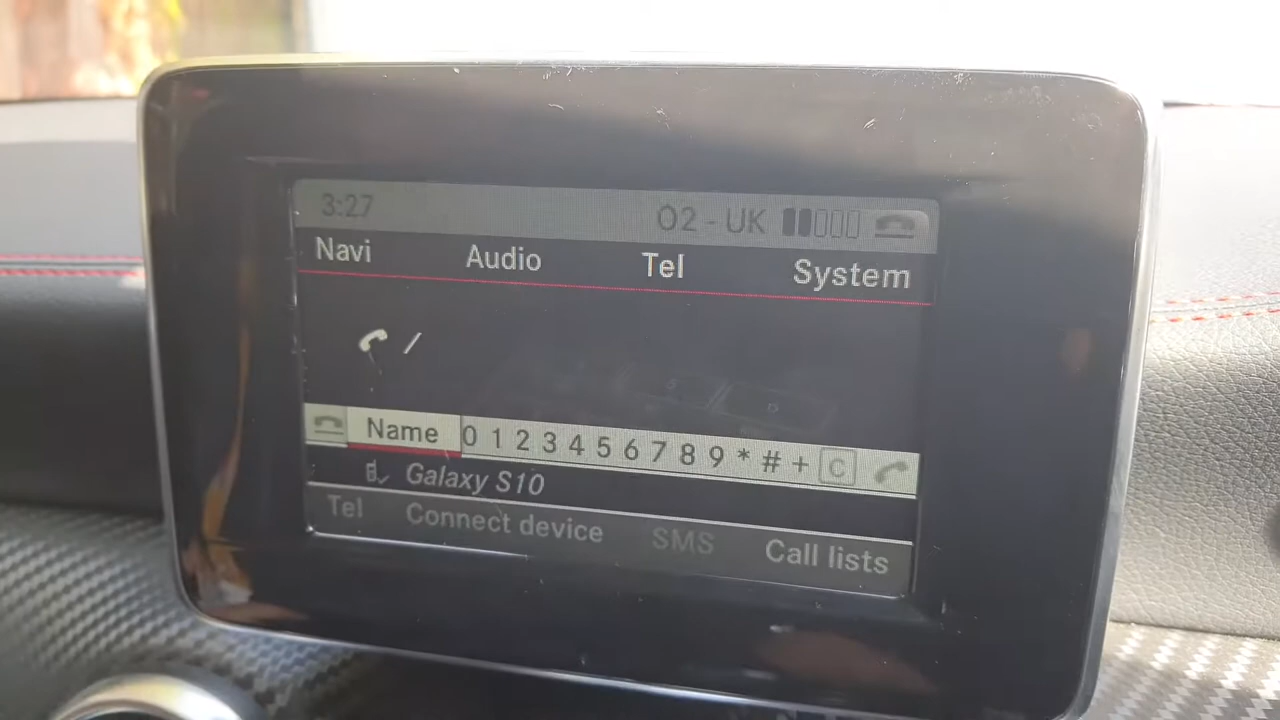 3:27 O2 - UK
Navi Audio Tel System
/
Name 0 1 2 3 4 5 6 7 8 9 * # + C
Galaxy S10
Tel Connect device SMS Call lists